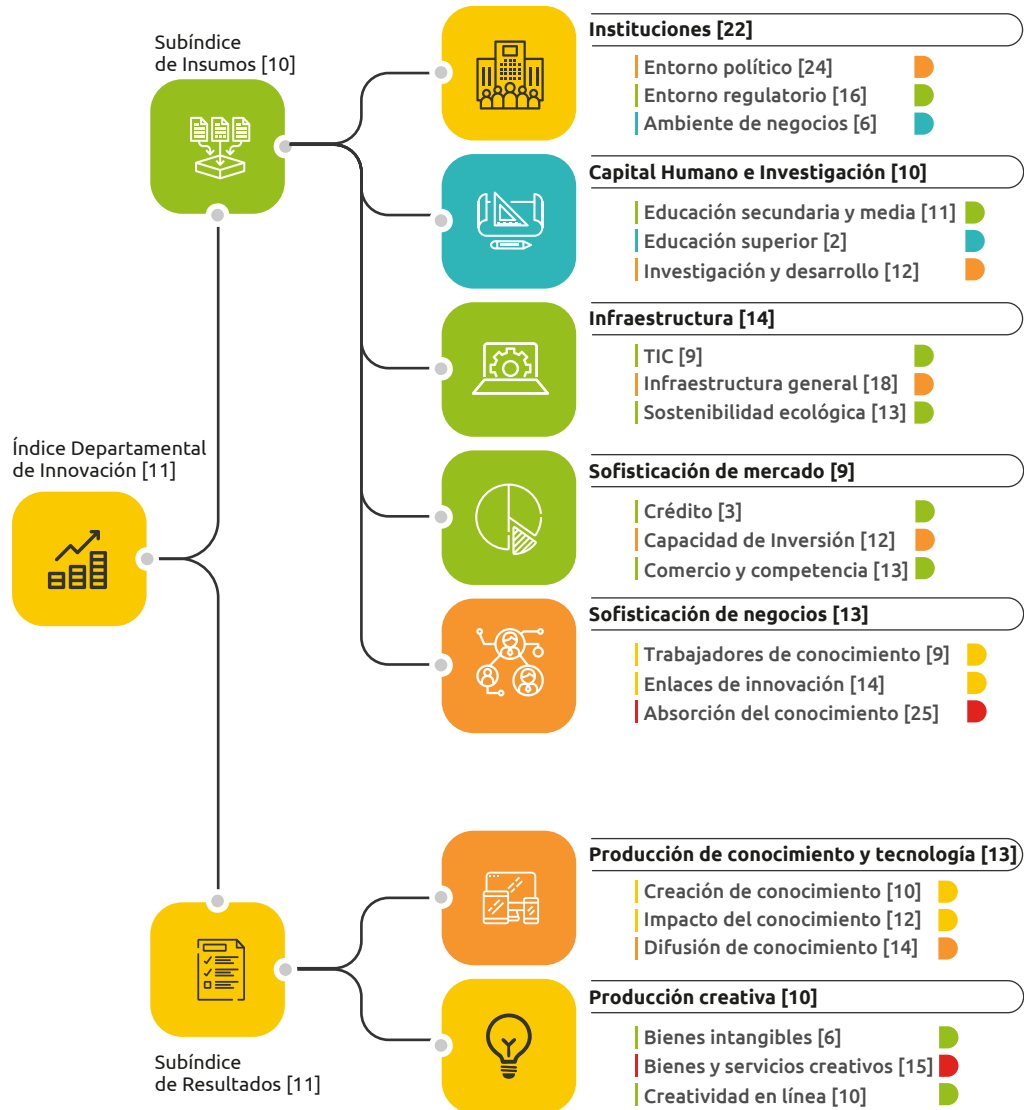 Subíndice
de Insumos [10]
Instituciones [22]
Entorno político [24]
Entorno regulatorio [16]
Ambiente de negocios [6]
Capital Humano e Investigación [10]
Educación secundaria y media [11]
Educación superior [2]
Investigación y desarrollo [12]
Infraestructura [14]
TIC [9]
Infraestructura general [18]
Sostenibilidad ecológica [13]
Índice Departamental
de Innovación [11]
Sofisticación de mercado [9]
Crédito [3]
Capacidad de Inversión [12]
Comercio y competencia [13]
Sofisticación de negocios [13]
Trabajadores de conocimiento [9]
Enlaces de innovación [14]
Absorción del conocimiento [25]
Producción de conocimiento y tecnología [13]
Creación de conocimiento [10]
Impacto del conocimiento [12]
Difusión de conocimiento [14]
Producción creativa [10]
Bienes intangibles [6]
Bienes y servicios creativos [15]
Creatividad en línea [10]
Subíndice
de Resultados [11]